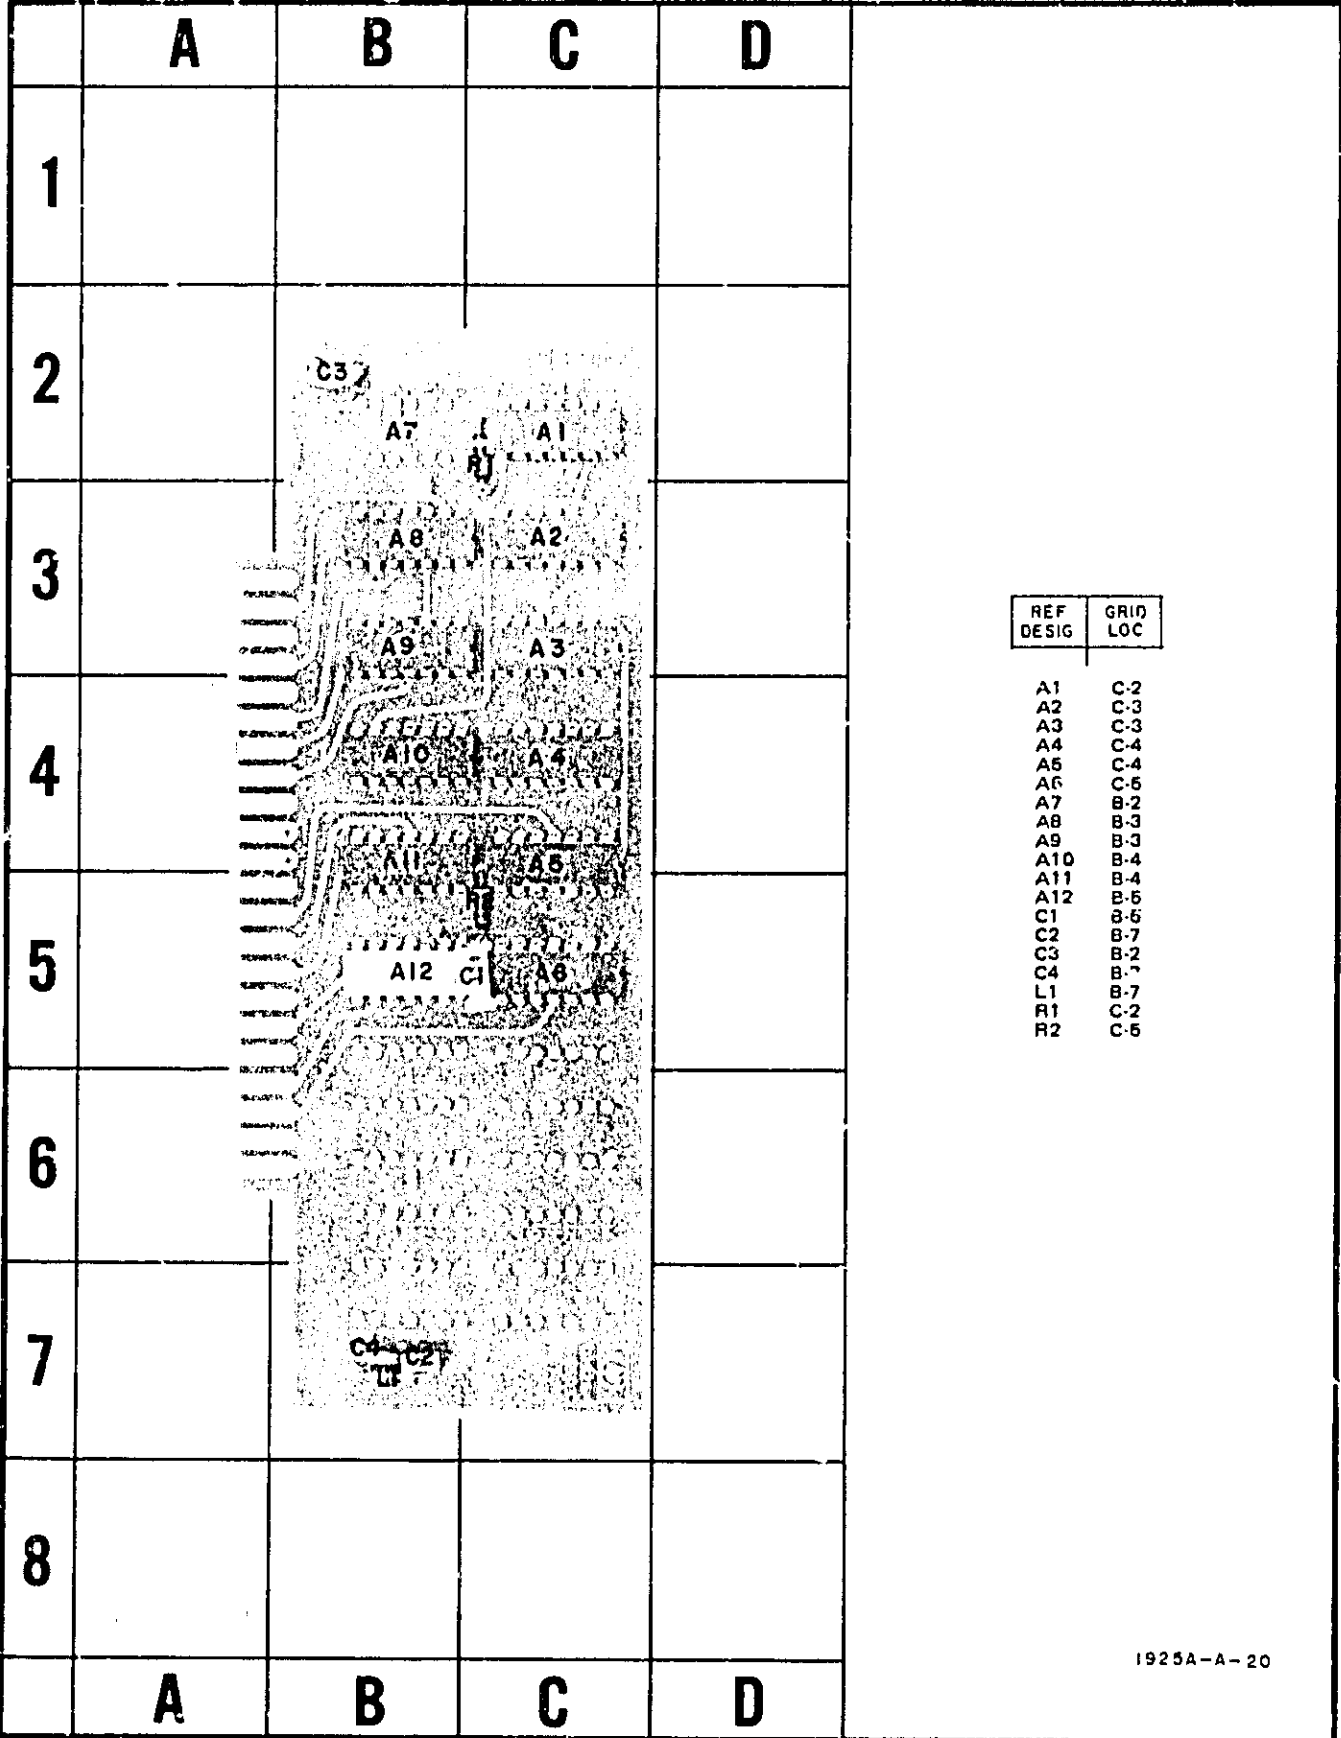 A B C D
1
2
C3
A7 A1
R1
3
A8 A2
A9 A3
4
A10 A4
A11 A5
5
R2
A12 C1 A6
6
7
C4 C2
L1
8
A B C D
REF DESIG GRID LOC
A1 C-2
A2 C-3
A3 C-3
A4 C-4
A5 C-4
A6 C-5
A7 B-2
A8 B-3
A9 B-3
A10 B-4
A11 B-4
A12 B-5
C1 B-5
C2 B-7
C3 B-2
C4 B-7
L1 B-7
R1 C-2
R2 C-5
1925A-A-20